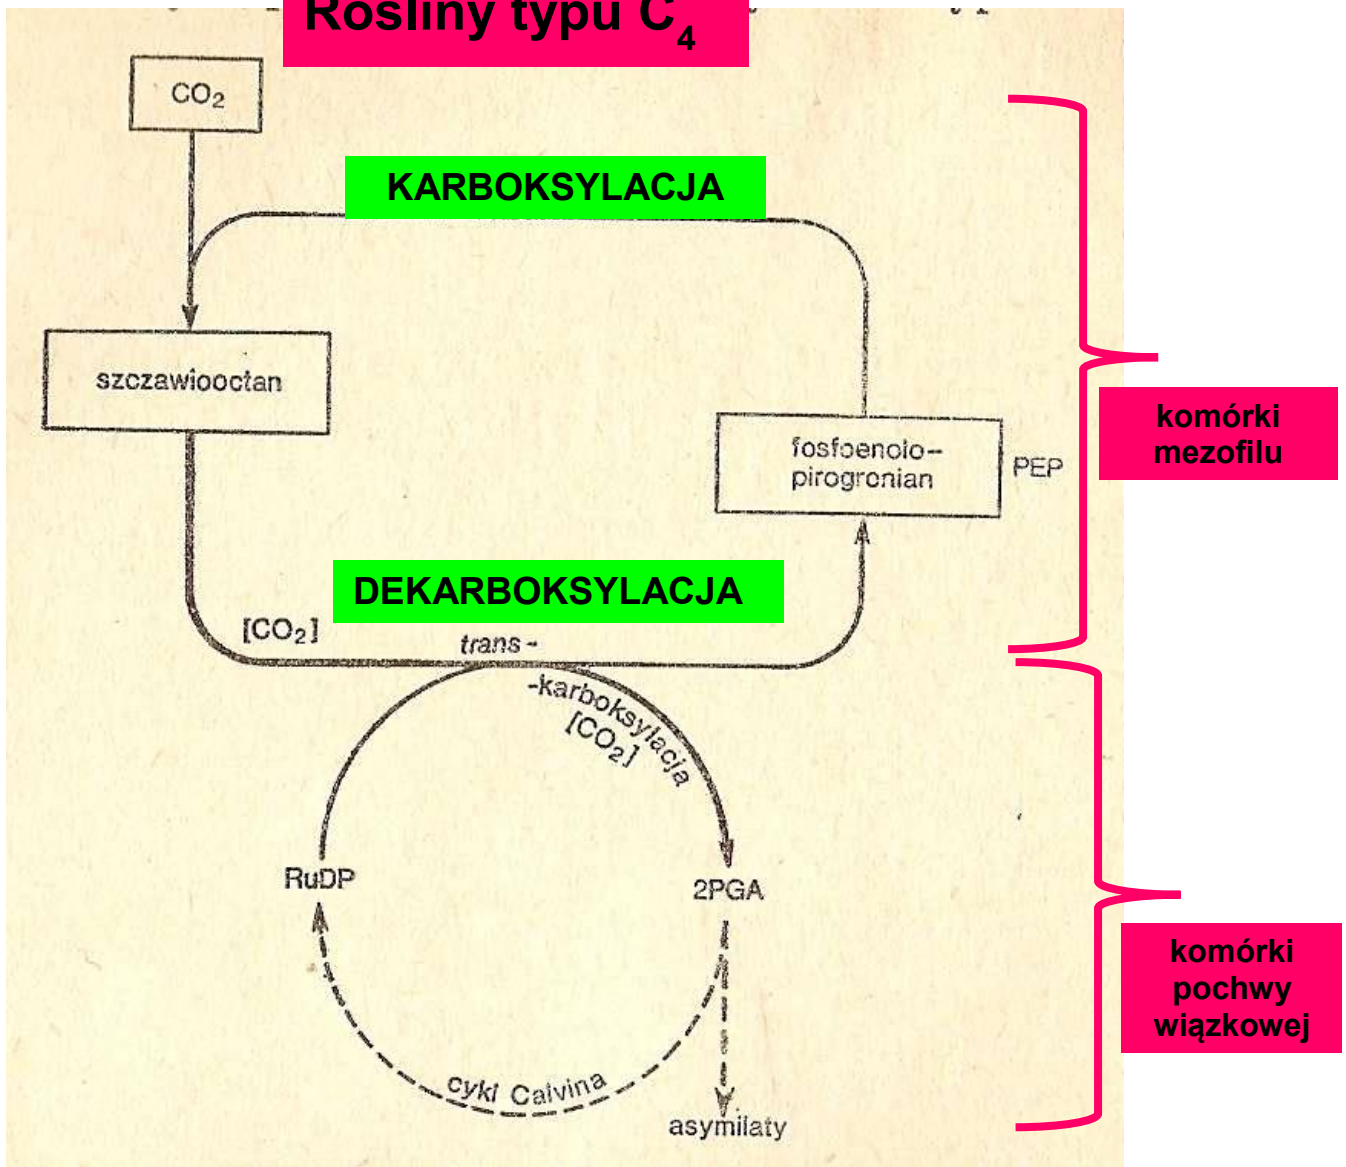 Rośliny typu C₄
CO₂
KARBOKSYLACJA
szczawiooctan
fosfoenolo-
pirogronian
PEP
komórki
mezofilu
DEKARBOKSYLACJA
[CO₂]
trans-
-karboksylacja
[CO₂]
RuDP
2PGA
cykl Calvina
asymilaty
komórki
pochwy
wiązkowej